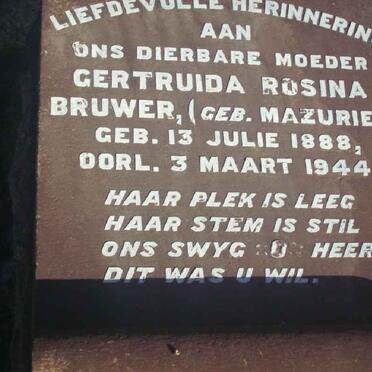 LIEFDEVOLLE HERINNERIN
AAN
ONS DIERBARE MOEDER
GERTRUIDA ROSINA
BRUWER, (GEB. MAZURIE
GEB. 13 JULIE 1888,
OORL. 3 MAART 1944
HAAR PLEK IS LEEG
HAAR STEM IS STIL
ONS SWYG HEER
DIT WAS U WIL.